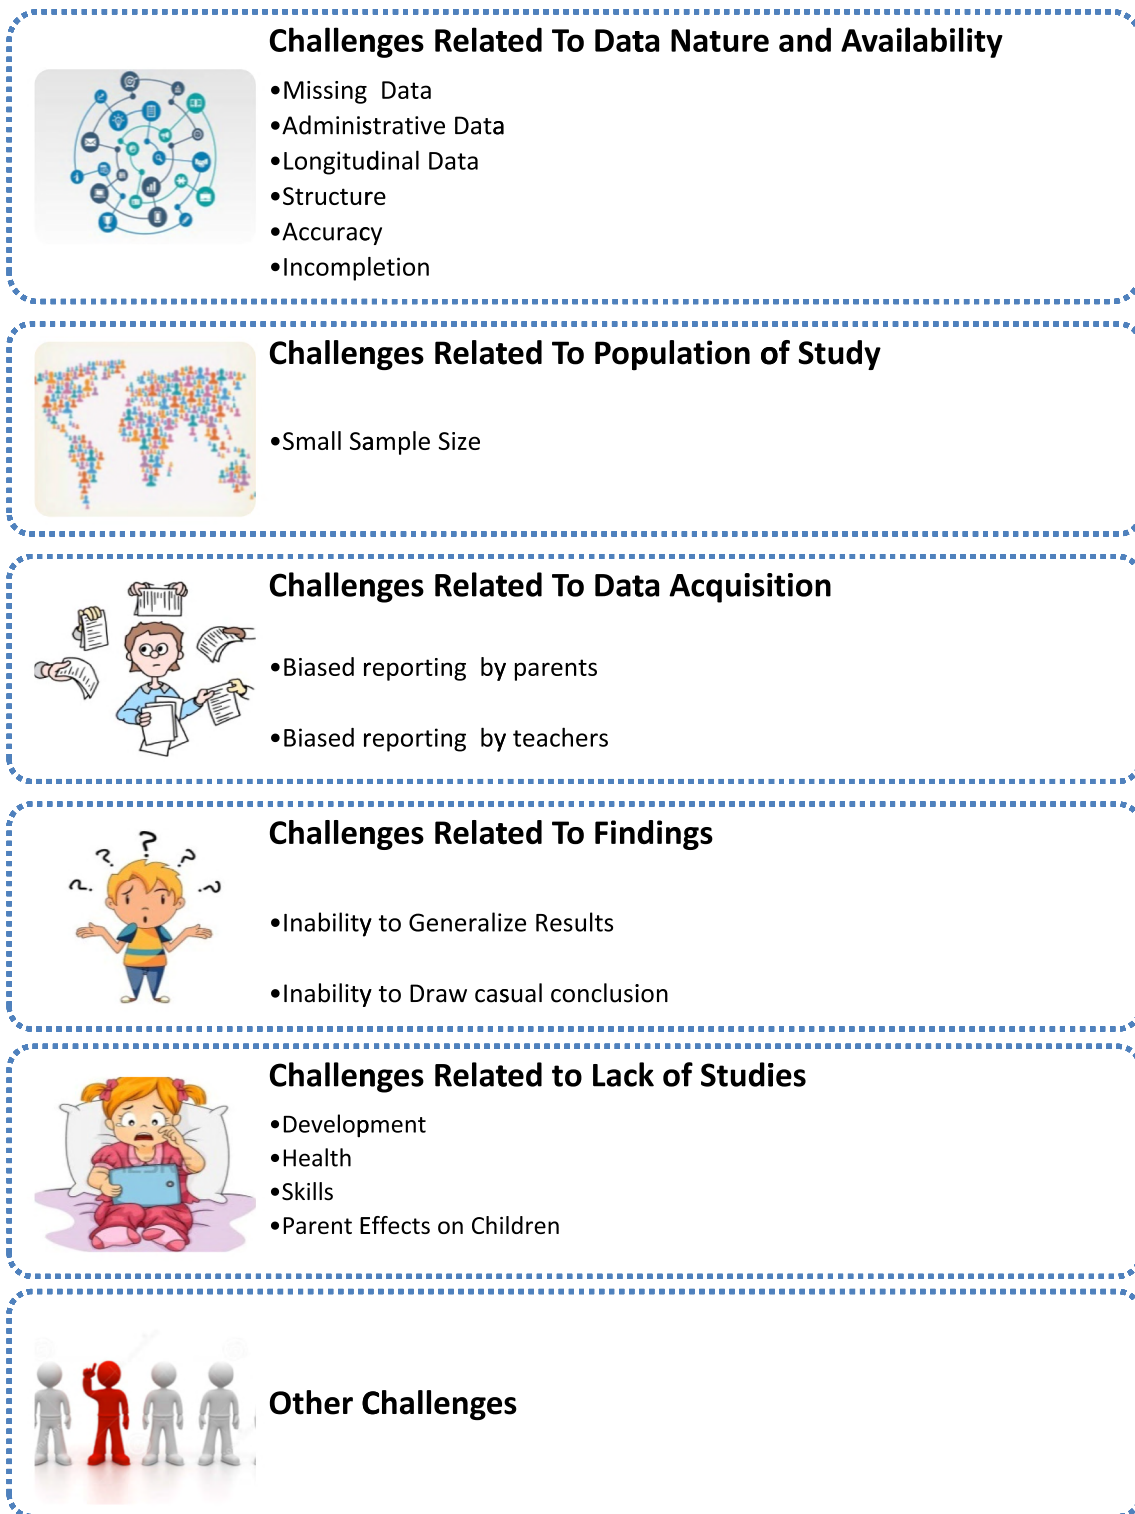 Challenges Related To Data Nature and Availability
•Missing  Data
•Administrative Data
•Longitudinal Data
•Structure
•Accuracy
•Incompletion
Challenges Related To Population of Study
•Small Sample Size
Challenges Related To Data Acquisition
•Biased reporting  by parents
•Biased reporting  by teachers
Challenges Related To Findings
•Inability to Generalize Results
•Inability to Draw casual conclusion
Challenges Related to Lack of Studies
•Development
•Health
•Skills
•Parent Effects on Children
Other Challenges